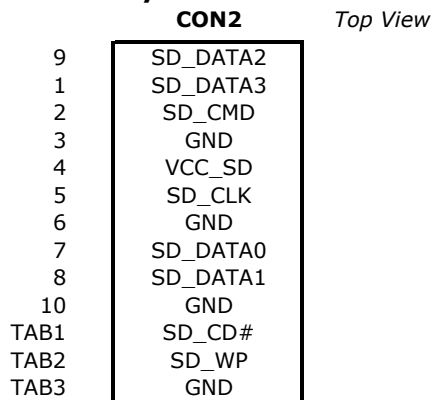 CON2 Top View
9 SD_DATA2
1 SD_DATA3
2 SD_CMD
3 GND
4 VCC_SD
5 SD_CLK
6 GND
7 SD_DATA0
8 SD_DATA1
10 GND
TAB1 SD_CD#
TAB2 SD_WP
TAB3 GND